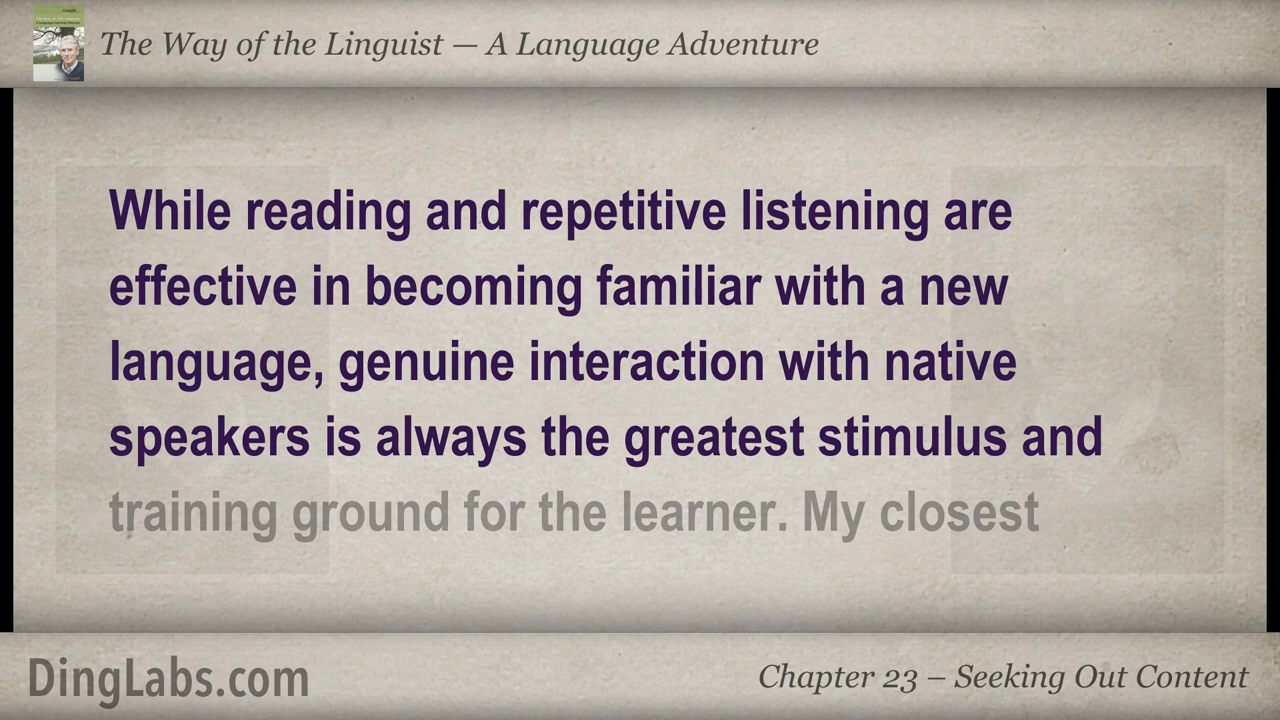 The Way of the Linguist — A Language Adventure
While reading and repetitive listening are
effective in becoming familiar with a new
language, genuine interaction with native
speakers is always the greatest stimulus and
training ground for the learner. My closest
DingLabs.com
Chapter 23 – Seeking Out Content